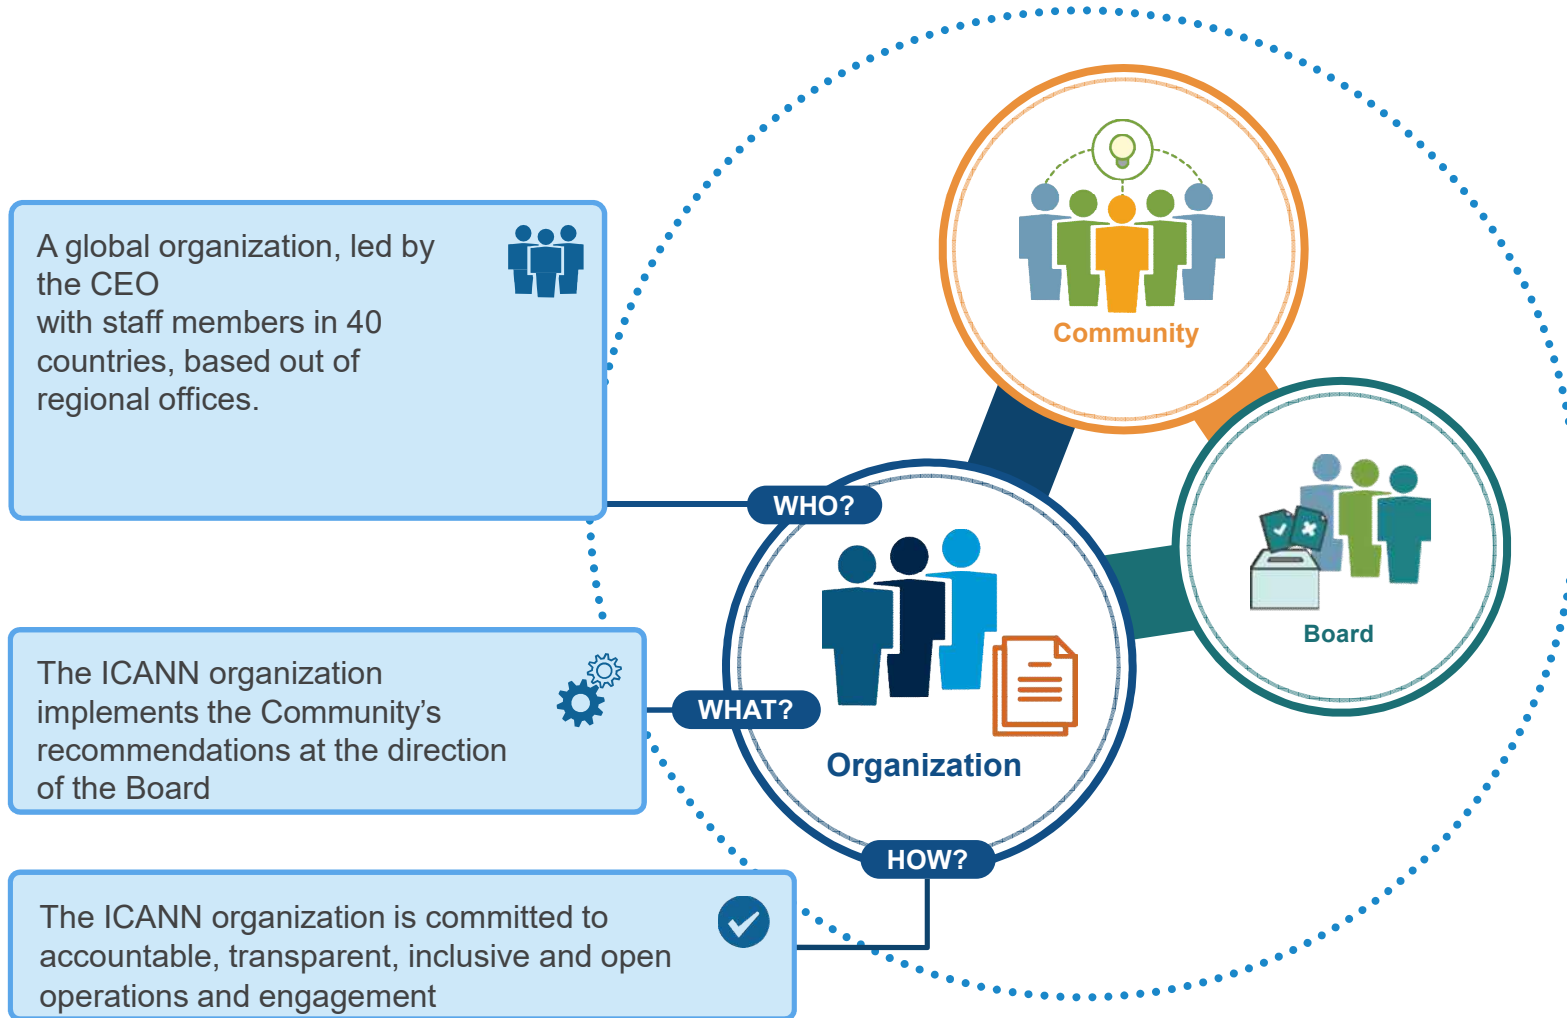 Community
A global organization, led by
the CEO
with staff members in 40
countries, based out of
regional offices.
WHO?
Board
The ICANN organization
implements the Community’s
recommendations at the direction
of the Board
WHAT?
Organization
HOW?
The ICANN organization is committed to
accountable, transparent, inclusive and open
operations and engagement